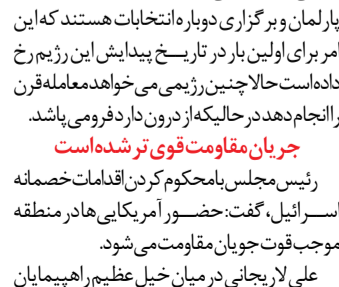 پارلمان و برگزاری دوباره انتخابات هستند که این
امر برای اولین بار در تاریخ پیدایش این رژیم رخ
داده است حالا چنین رژیمی می خواهد معامله قرن
را انجام دهد در حالیکه از درون دارد فرو می پاشد.
جریان مقاومت قوی تر شده است
رئیس مجلس با محکوم کردن اقدامات خصمانه
اسرائیل، گفت: حضور آمریکایی ها در منطقه
موجب قوت جویان مقاومت می شود.
علی لاریجانی در میان خیل عظیم راهپیمایان